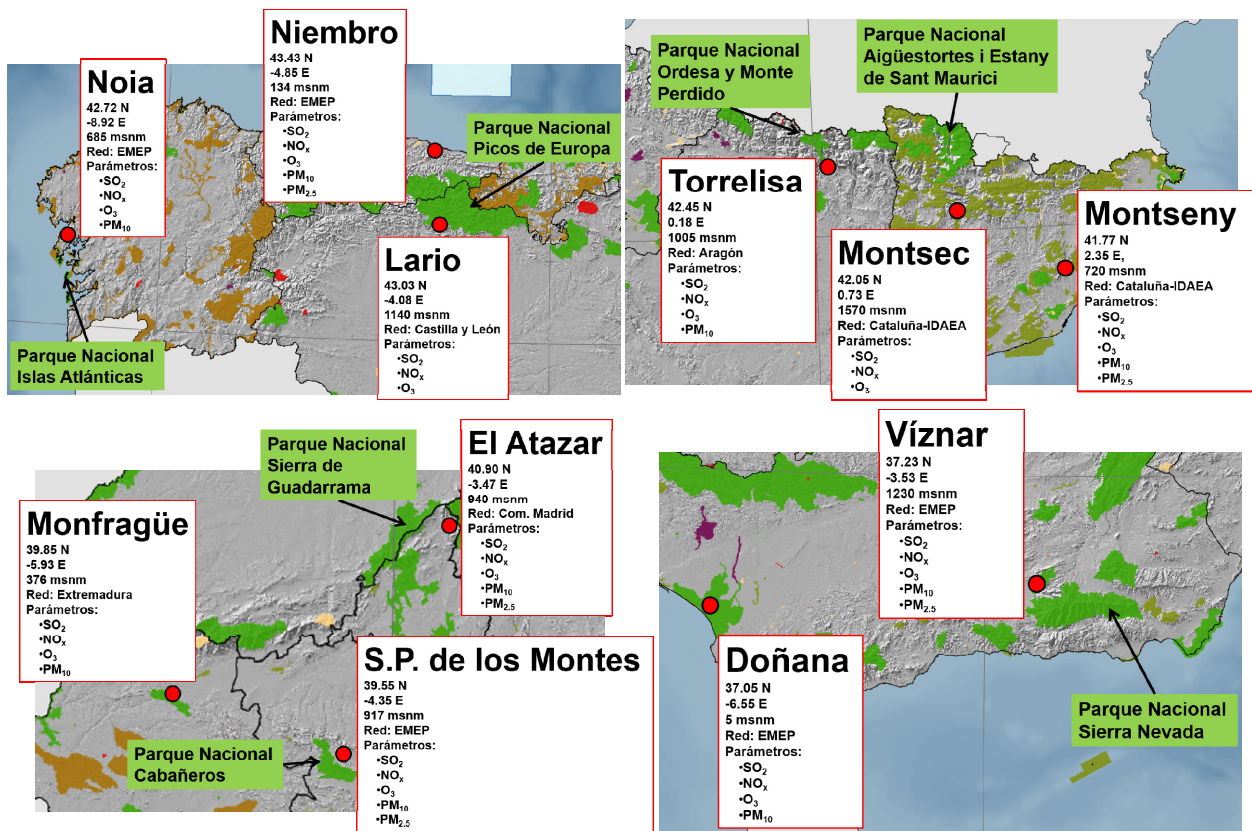 Noia
42.72 N
-8.92 E
685 msnm
Red: EMEP
Parámetros:
•SO₂
•NOₓ
•O₃
•PM₁₀
Niembro
43.43 N
-4.85 E
134 msnm
Red: EMEP
Parámetros:
•SO₂
•NOₓ
•O₃
•PM₁₀
•PM₂.₅
Parque Nacional
Picos de Europa
Lario
43.03 N
-4.08 E
1140 msnm
Red: Castilla y León
Parámetros:
•SO₂
•NOₓ
•O₃
Parque Nacional
Islas Atlánticas
Parque Nacional
Ordesa y Monte
Perdido
Parque Nacional
Aigüestortes i Estany
de Sant Maurici
Torrelisa
42.45 N
0.18 E
1005 msnm
Red: Aragón
Parámetros:
•SO₂
•NOₓ
•O₃
•PM₁₀
Montsec
42.05 N
0.73 E
1570 msnm
Red: Cataluña-IDAEA
Parámetros:
•SO₂
•NOₓ
•O₃
Montseny
41.77 N
2.35 E,
720 msnm
Red: Cataluña-IDAEA
Parámetros:
•SO₂
•NOₓ
•O₃
•PM₁₀
•PM₂.₅
Monfragüe
39.85 N
-5.93 E
376 msnm
Red: Extremadura
Parámetros:
•SO₂
•NOₓ
•O₃
•PM₁₀
Parque Nacional
Sierra de
Guadarrama
El Atazar
40.90 N
-3.47 E
940 msnm
Red: Com. Madrid
Parámetros:
•SO₂
•NOₓ
•O₃
•PM₁₀
•PM₂.₅
Parque Nacional
Cabañeros
S.P. de los Montes
39.55 N
-4.35 E
917 msnm
Red: EMEP
Parámetros:
•SO₂
•NOₓ
•O₃
•PM₁₀
•PM₂.₅
Víznar
37.23 N
-3.53 E
1230 msnm
Red: EMEP
Parámetros:
•SO₂
•NOₓ
•O₃
•PM₁₀
•PM₂.₅
Doñana
37.05 N
-6.55 E
5 msnm
Red: EMEP
Parámetros:
•SO₂
•NOₓ
•O₃
•PM₁₀
Parque Nacional
Sierra Nevada